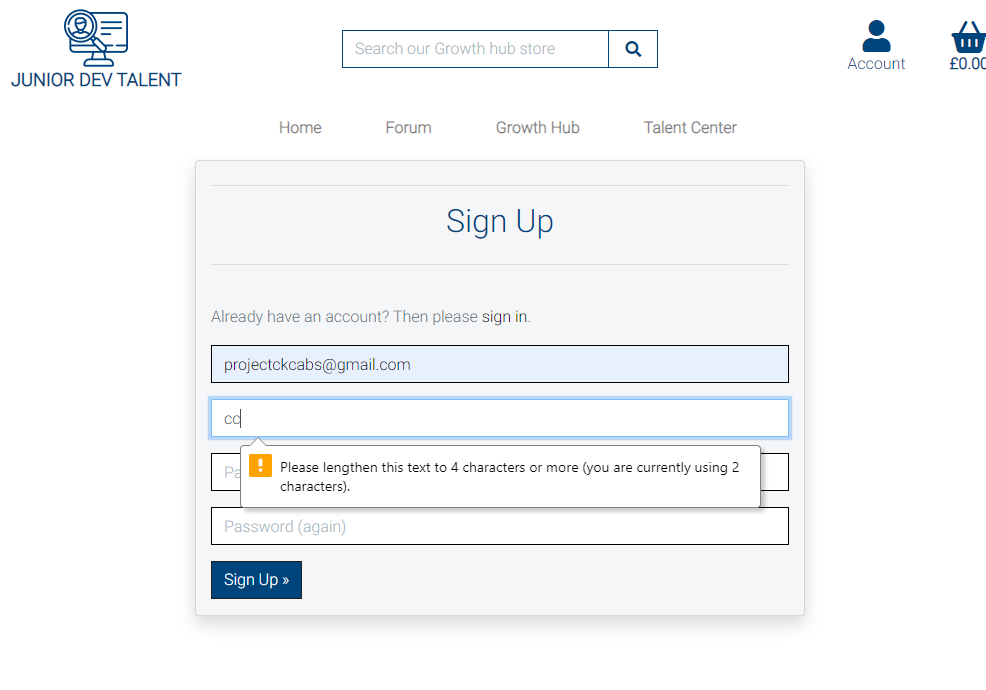 JUNIOR DEV TALENT
Search our Growth hub store
Account
£0.00
Home
Forum
Growth Hub
Talent Center
Sign Up
Already have an account? Then please sign in.
projectckcabs@gmail.com
co
Please lengthen this text to 4 characters or more (you are currently using 2
characters).
Pa
Password (again)
Sign Up »